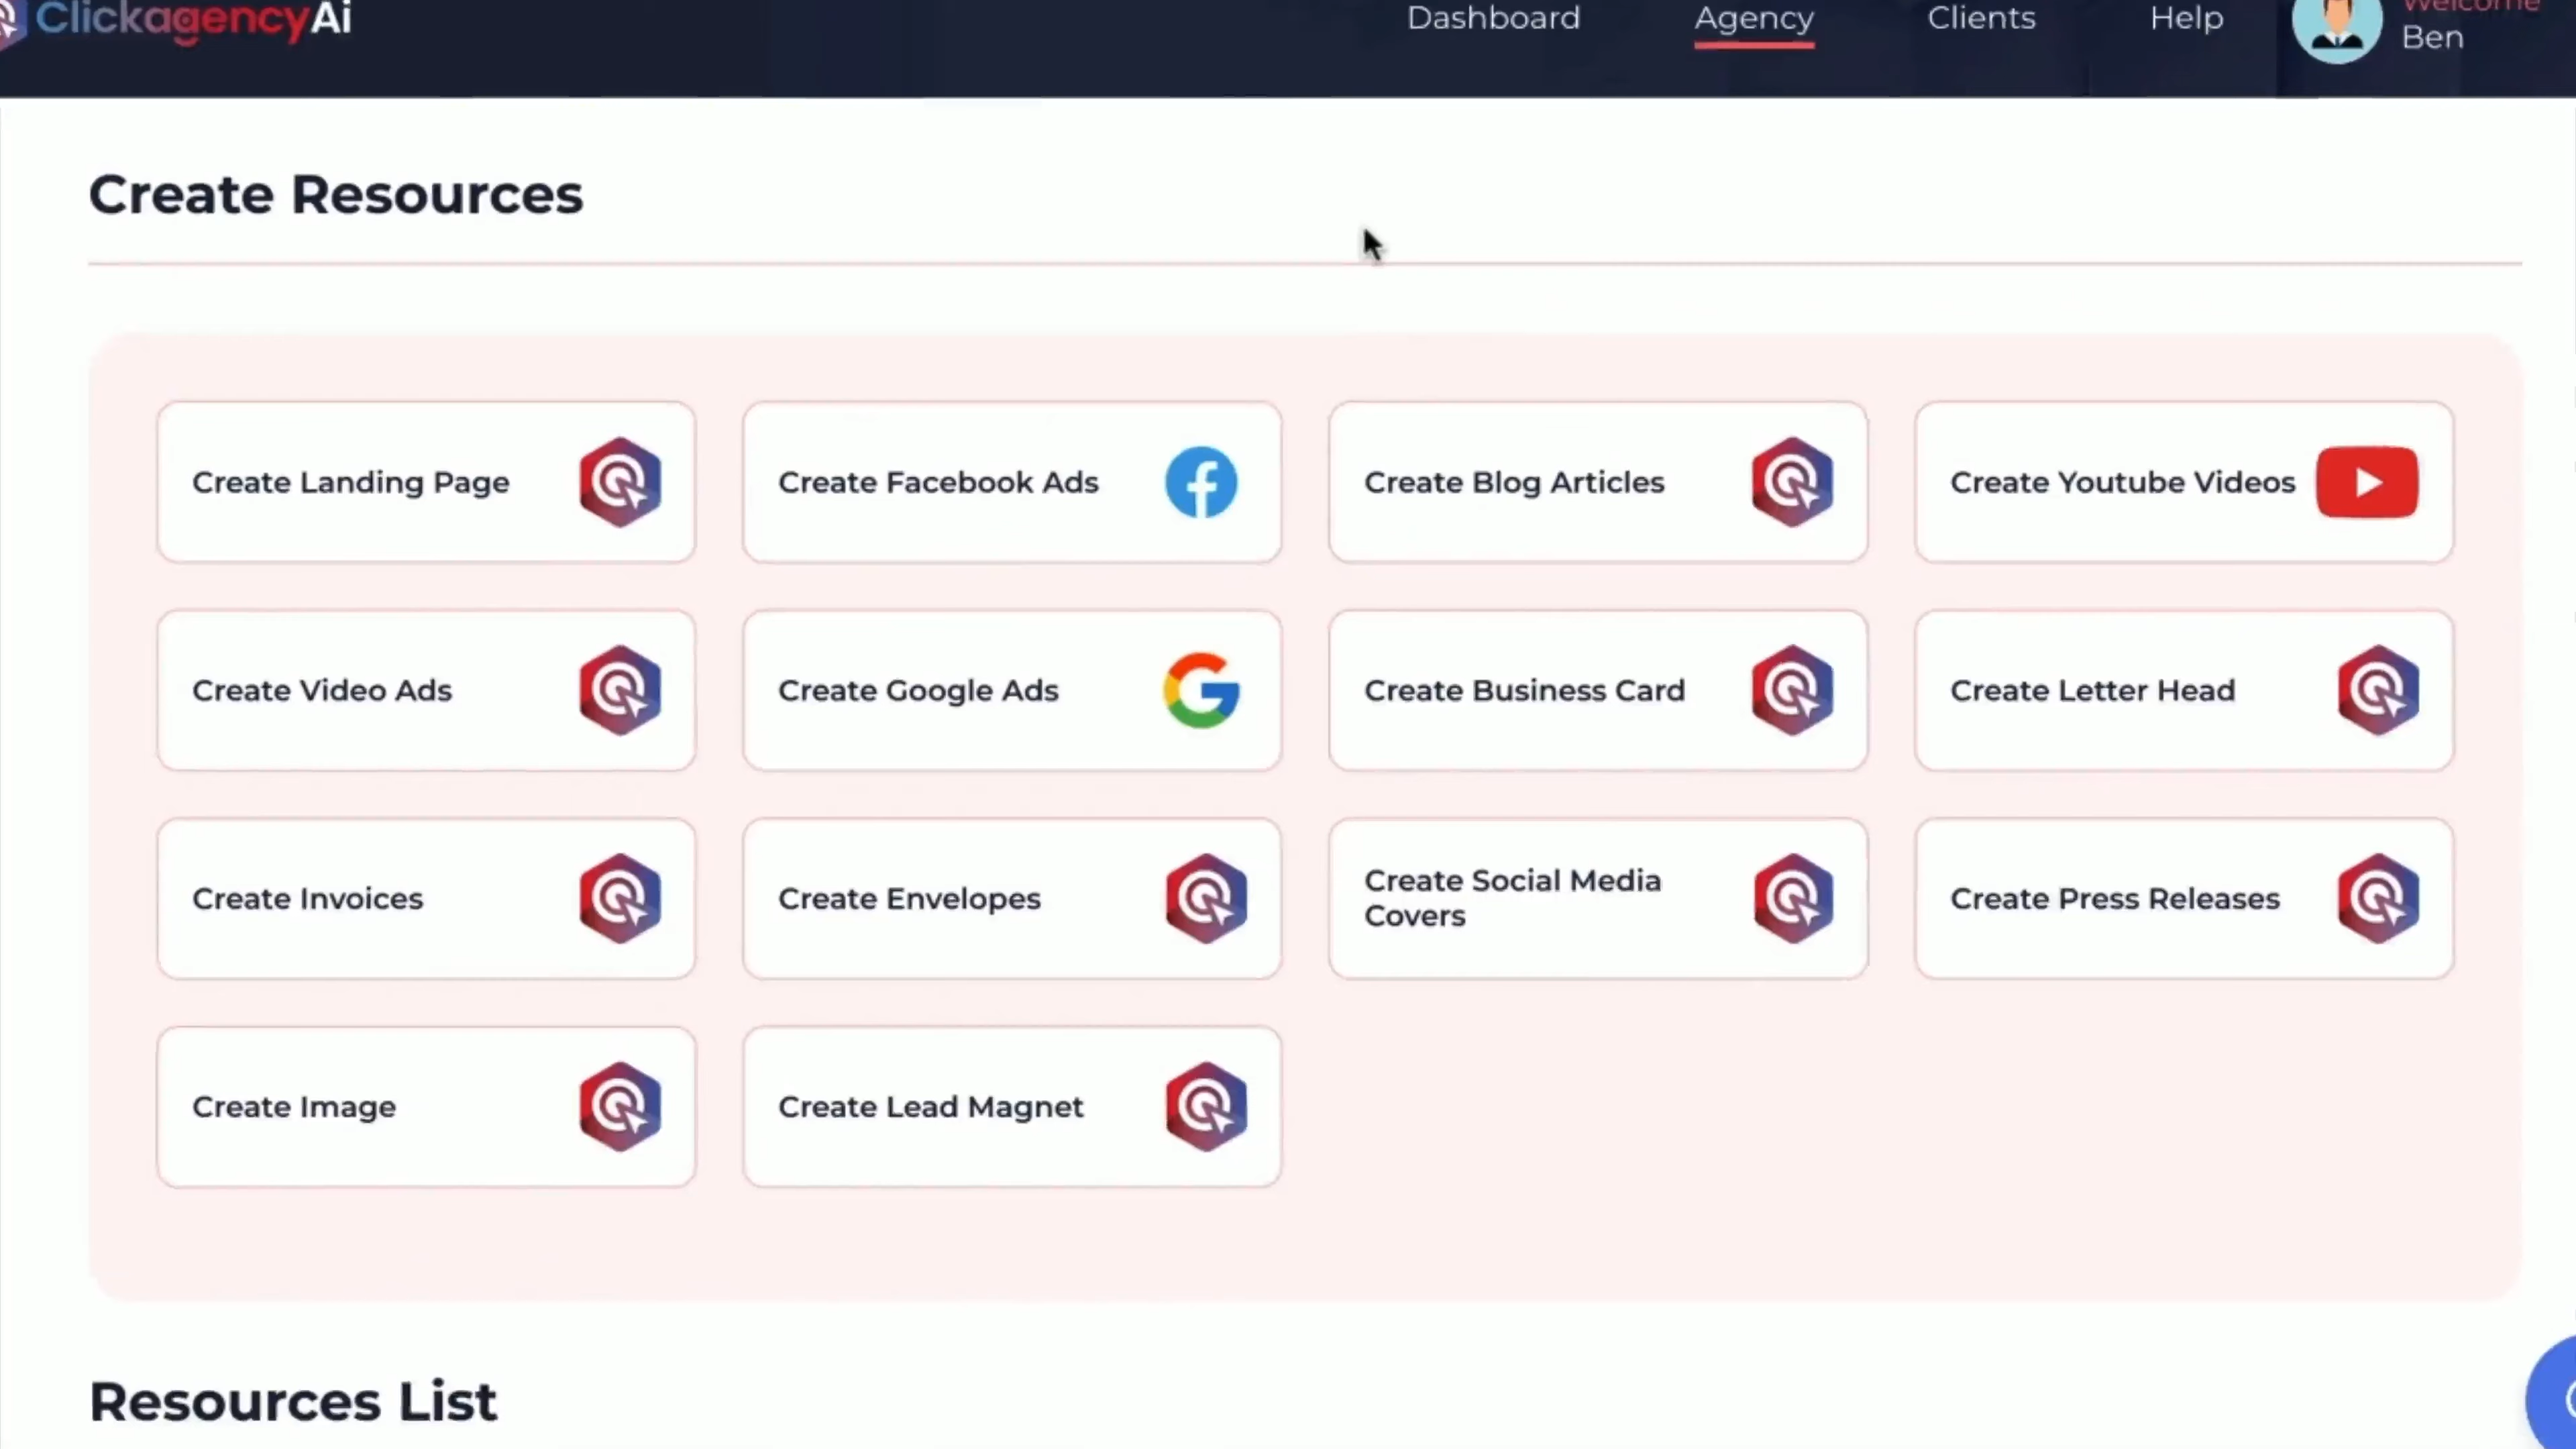 ClickagencyAi
Dashboard
Agency
Clients
Help
Welcome
Ben
Create Resources
Create Landing Page
Create Facebook Ads
Create Blog Articles
Create Youtube Videos
Create Video Ads
Create Google Ads
Create Business Card
Create Letter Head
Create Invoices
Create Envelopes
Create Social Media
Covers
Create Press Releases
Create Image
Create Lead Magnet
Resources List